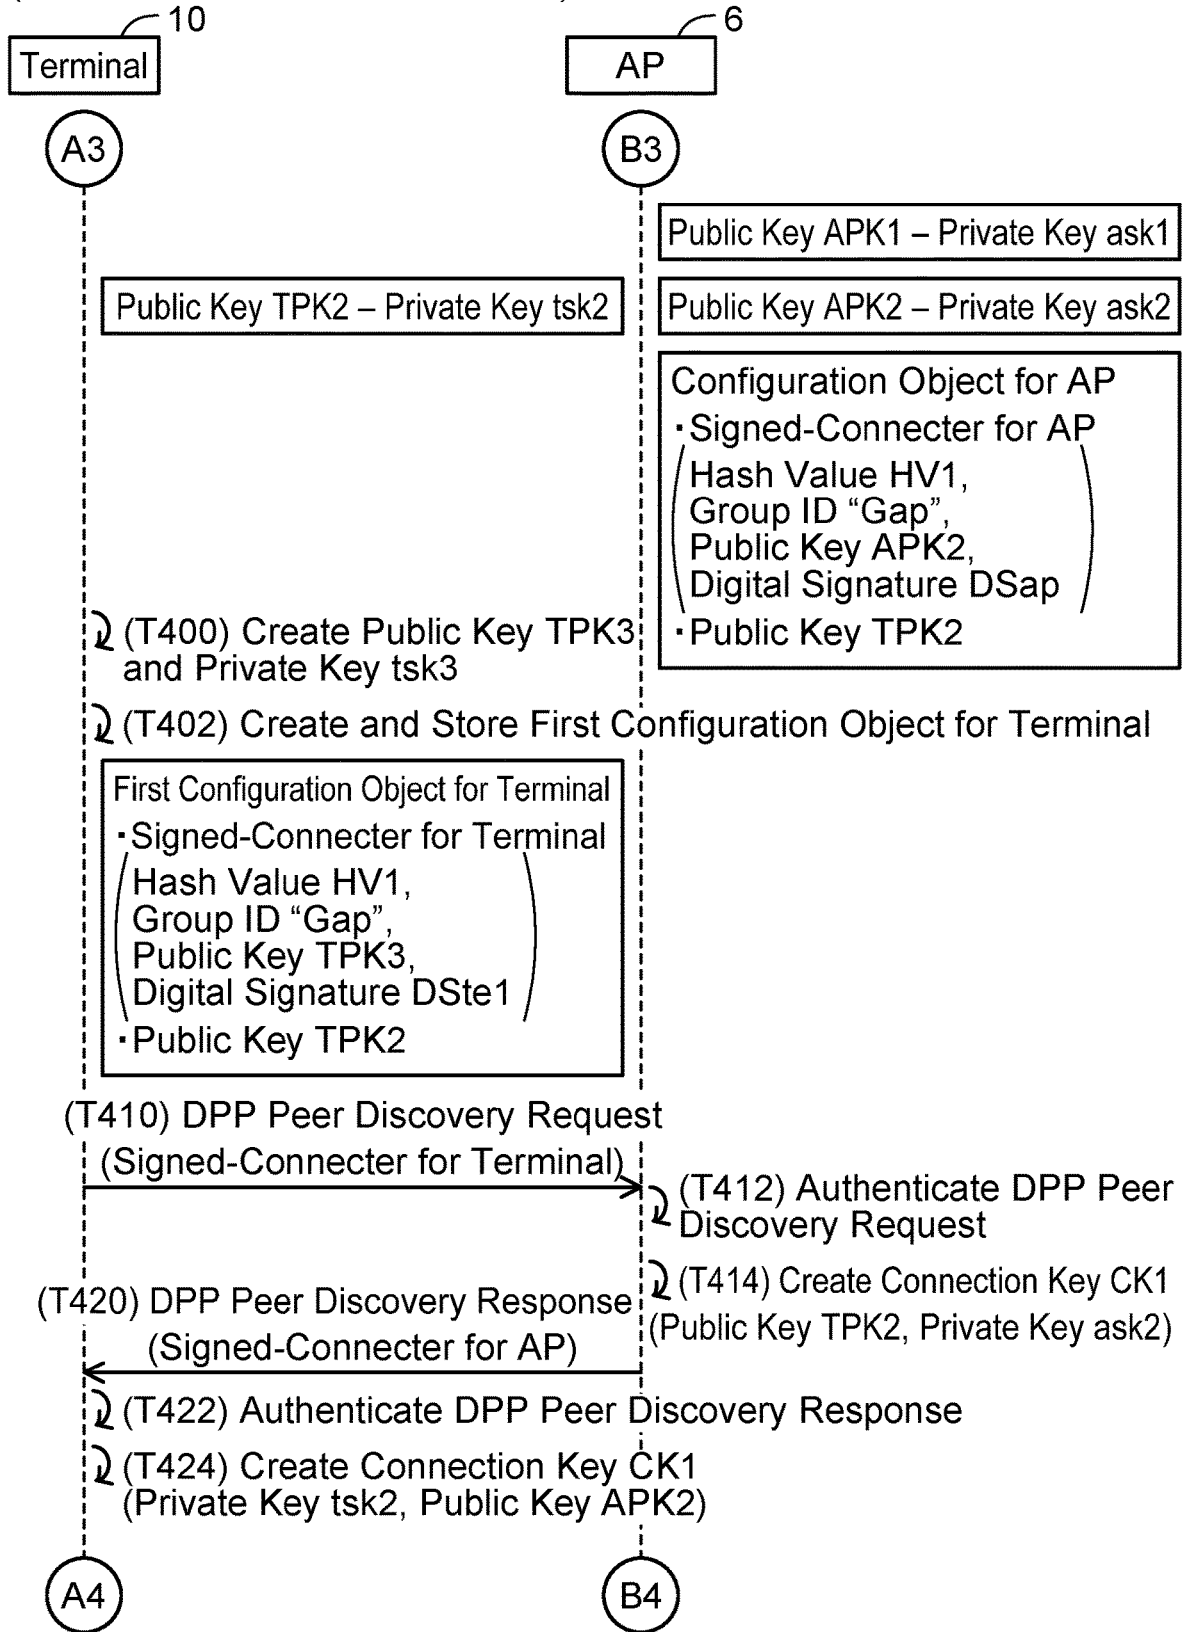 10
6
Terminal
AP
A3
B3
Public Key APK1 – Private Key ask1
Public Key TPK2 – Private Key tsk2
Public Key APK2 – Private Key ask2
Configuration Object for AP
・Signed-Connecter for AP
(Hash Value HV1,
Group ID “Gap”,
Public Key APK2,
Digital Signature DSap)
・Public Key TPK2
(T400) Create Public Key TPK3
and Private Key tsk3
(T402) Create and Store First Configuration Object for Terminal
First Configuration Object for Terminal
・Signed-Connecter for Terminal
(Hash Value HV1,
Group ID “Gap”,
Public Key TPK3,
Digital Signature DSte1)
・Public Key TPK2
(T410) DPP Peer Discovery Request
(Signed-Connecter for Terminal)
(T412) Authenticate DPP Peer
Discovery Request
(T414) Create Connection Key CK1
(Public Key TPK2, Private Key ask2)
(T420) DPP Peer Discovery Response
(Signed-Connecter for AP)
(T422) Authenticate DPP Peer Discovery Response
(T424) Create Connection Key CK1
(Private Key tsk2, Public Key APK2)
A4
B4